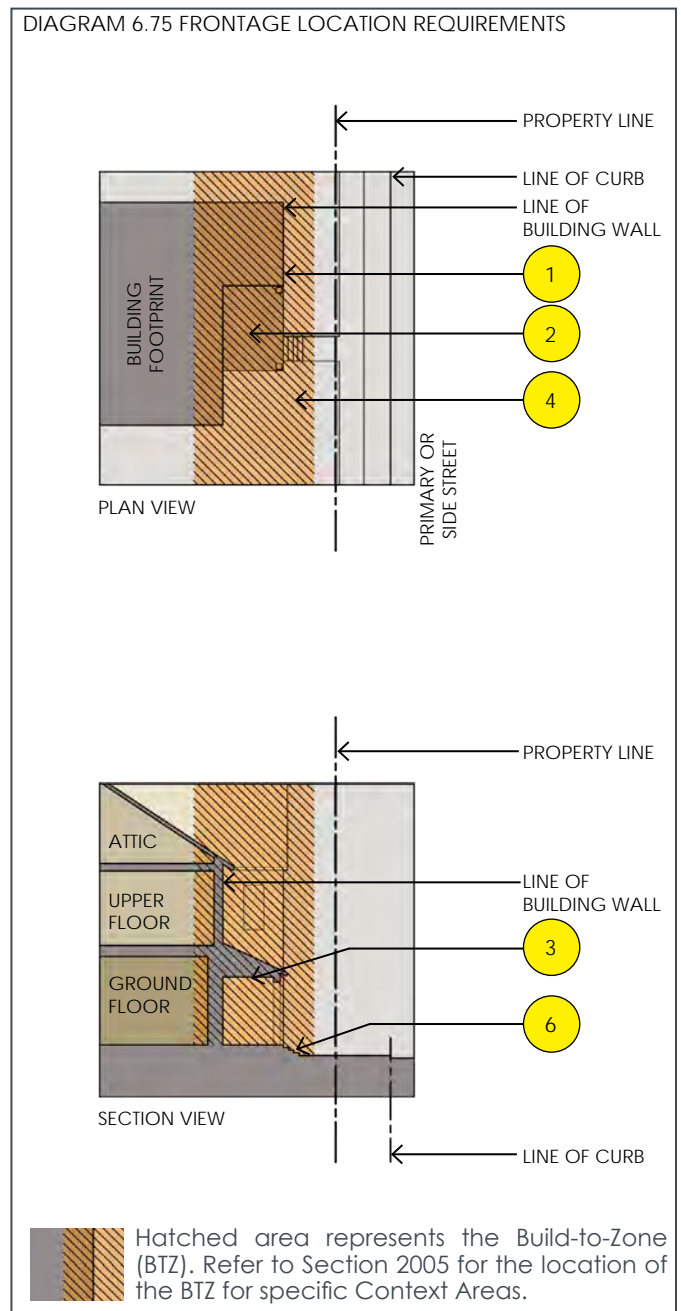 DIAGRAM 6.75 FRONTAGE LOCATION REQUIREMENTS
PROPERTY LINE
LINE OF CURB
LINE OF
BUILDING WALL
1
2
4
BUILDING
FOOTPRINT
PRIMARY OR
SIDE STREET
PLAN VIEW
PROPERTY LINE
ATTIC
UPPER
FLOOR
GROUND
FLOOR
LINE OF
BUILDING WALL
3
6
SECTION VIEW
LINE OF CURB
Hatched area represents the Build-to-Zone
(BTZ). Refer to Section 2005 for the location of
the BTZ for specific Context Areas.